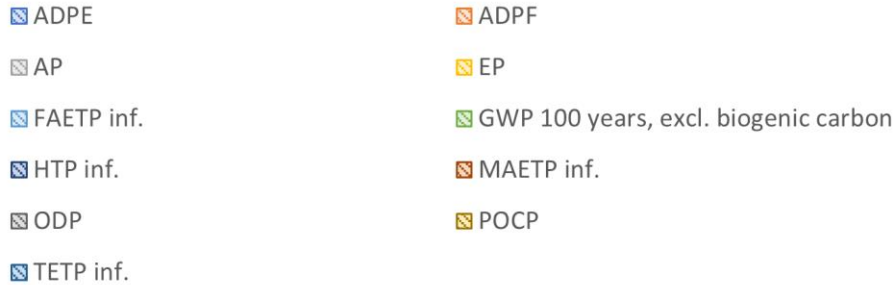 ADPE ADPF
AP EP
FAETP inf. GWP 100 years, excl. biogenic carbon
HTP inf. MAETP inf.
ODP POCP
TETP inf.